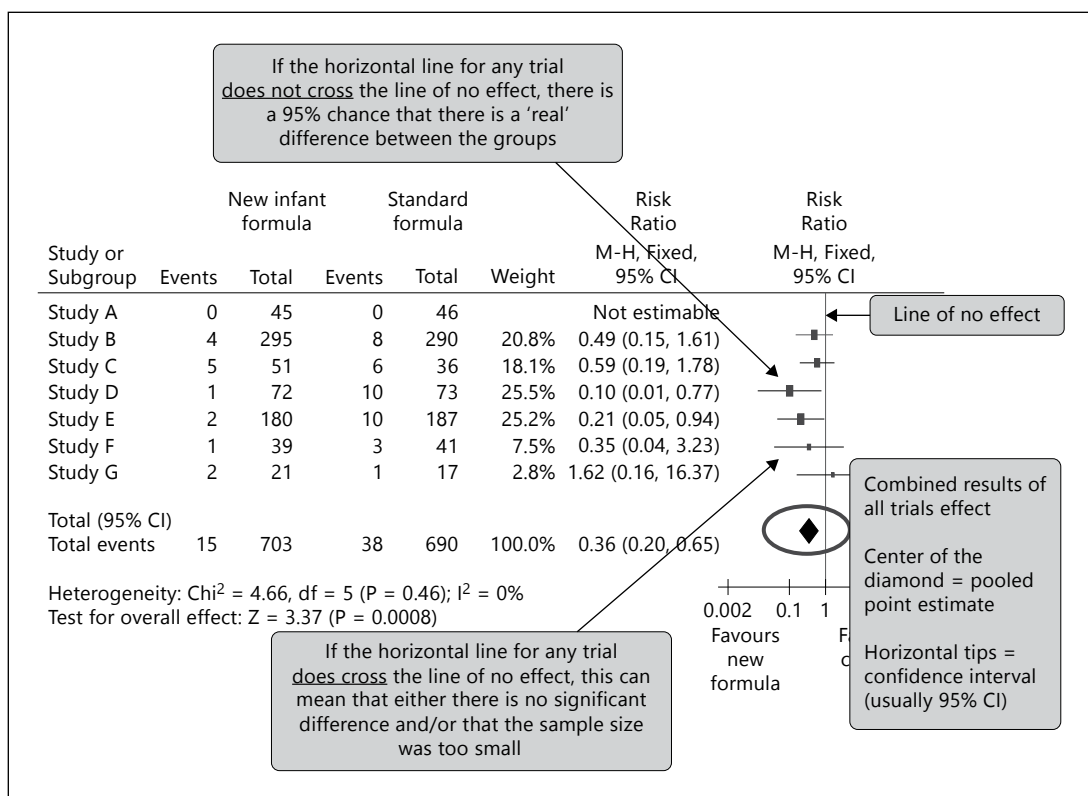 If the horizontal line for any trial
does not cross the line of no effect, there is
a 95% chance that there is a ‘real’
difference between the groups
New infant formula Standard formula Risk Ratio Risk Ratio
Study or Subgroup Events Total Events Total Weight M-H, Fixed, 95% CI M-H, Fixed, 95% CI
Study A 0 45 0 46 Not estimable
Line of no effect
Study B 4 295 8 290 20.8% 0.49 (0.15, 1.61)
Study C 5 51 6 36 18.1% 0.59 (0.19, 1.78)
Study D 1 72 10 73 25.5% 0.10 (0.01, 0.77)
Study E 2 180 10 187 25.2% 0.21 (0.05, 0.94)
Study F 1 39 3 41 7.5% 0.35 (0.04, 3.23)
Study G 2 21 1 17 2.8% 1.62 (0.16, 16.37)
Total (95% CI)
Total events 15 703 38 690 100.0% 0.36 (0.20, 0.65)
Heterogeneity: Chi² = 4.66, df = 5 (P = 0.46); I² = 0%
Test for overall effect: Z = 3.37 (P = 0.0008)
0.002 0.1 1
Favours
new
formula
Combined results of
all trials effect
Center of the
diamond = pooled
point estimate
Horizontal tips =
confidence interval
(usually 95% CI)
If the horizontal line for any trial
does cross the line of no effect, this can
mean that either there is no significant
difference and/or that the sample size
was too small